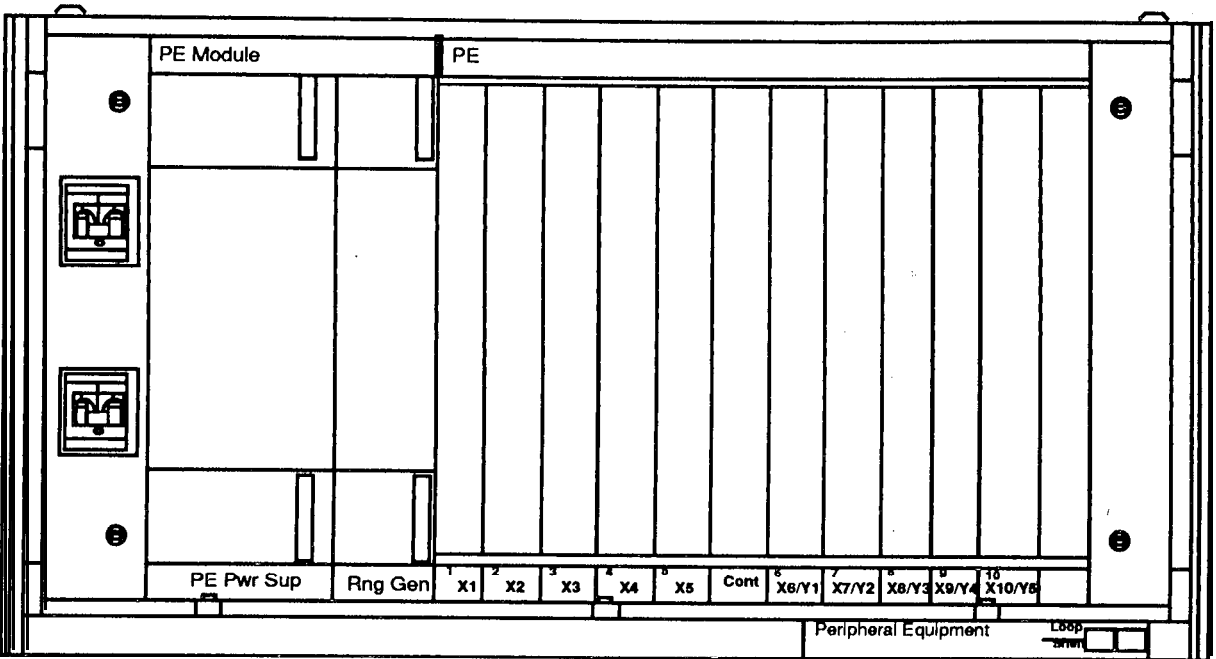 PE Module
PE
PE Pwr Sup
Rng Gen
1 X1
2 X2
3 X3
4 X4
5 X5
Cont
6 X6/Y1
7 X7/Y2
8 X8/Y3
9 X9/Y4
10 X10/Y5
Peripheral Equipment
Loop
Shelf